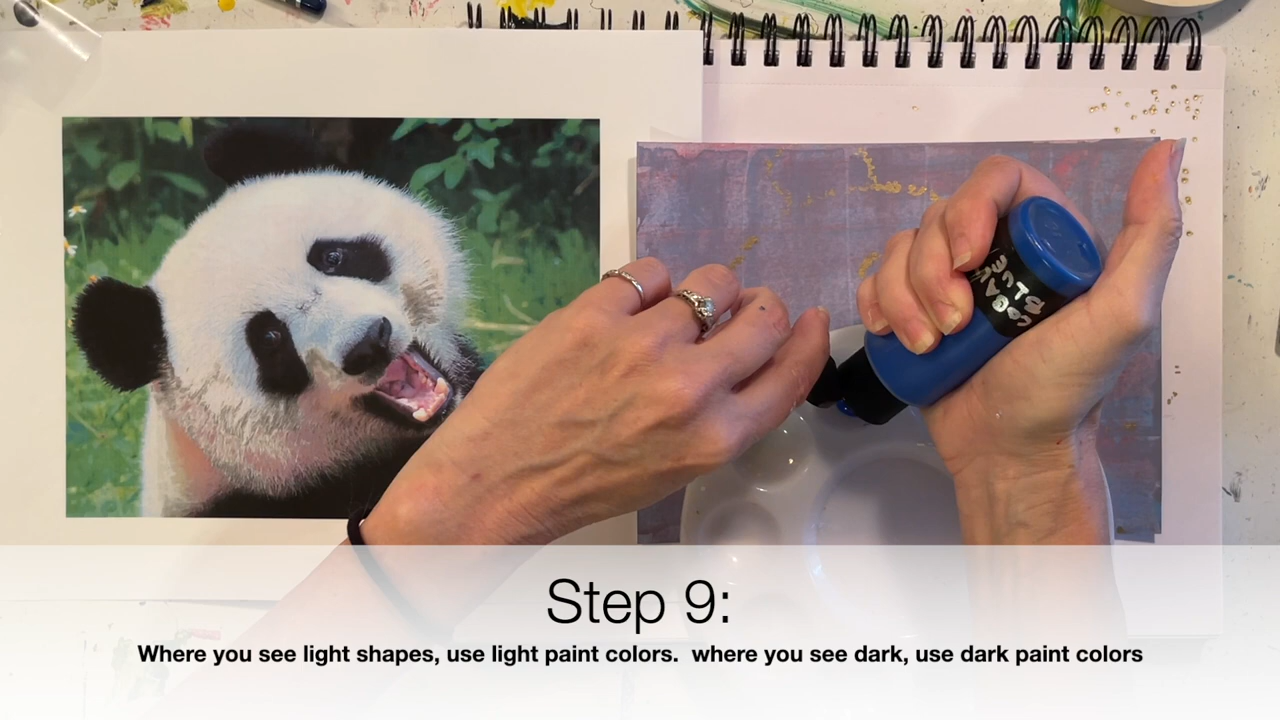 COBALT
BLUE
Step 9:
Where you see light shapes, use light paint colors.  where you see dark, use dark paint colors